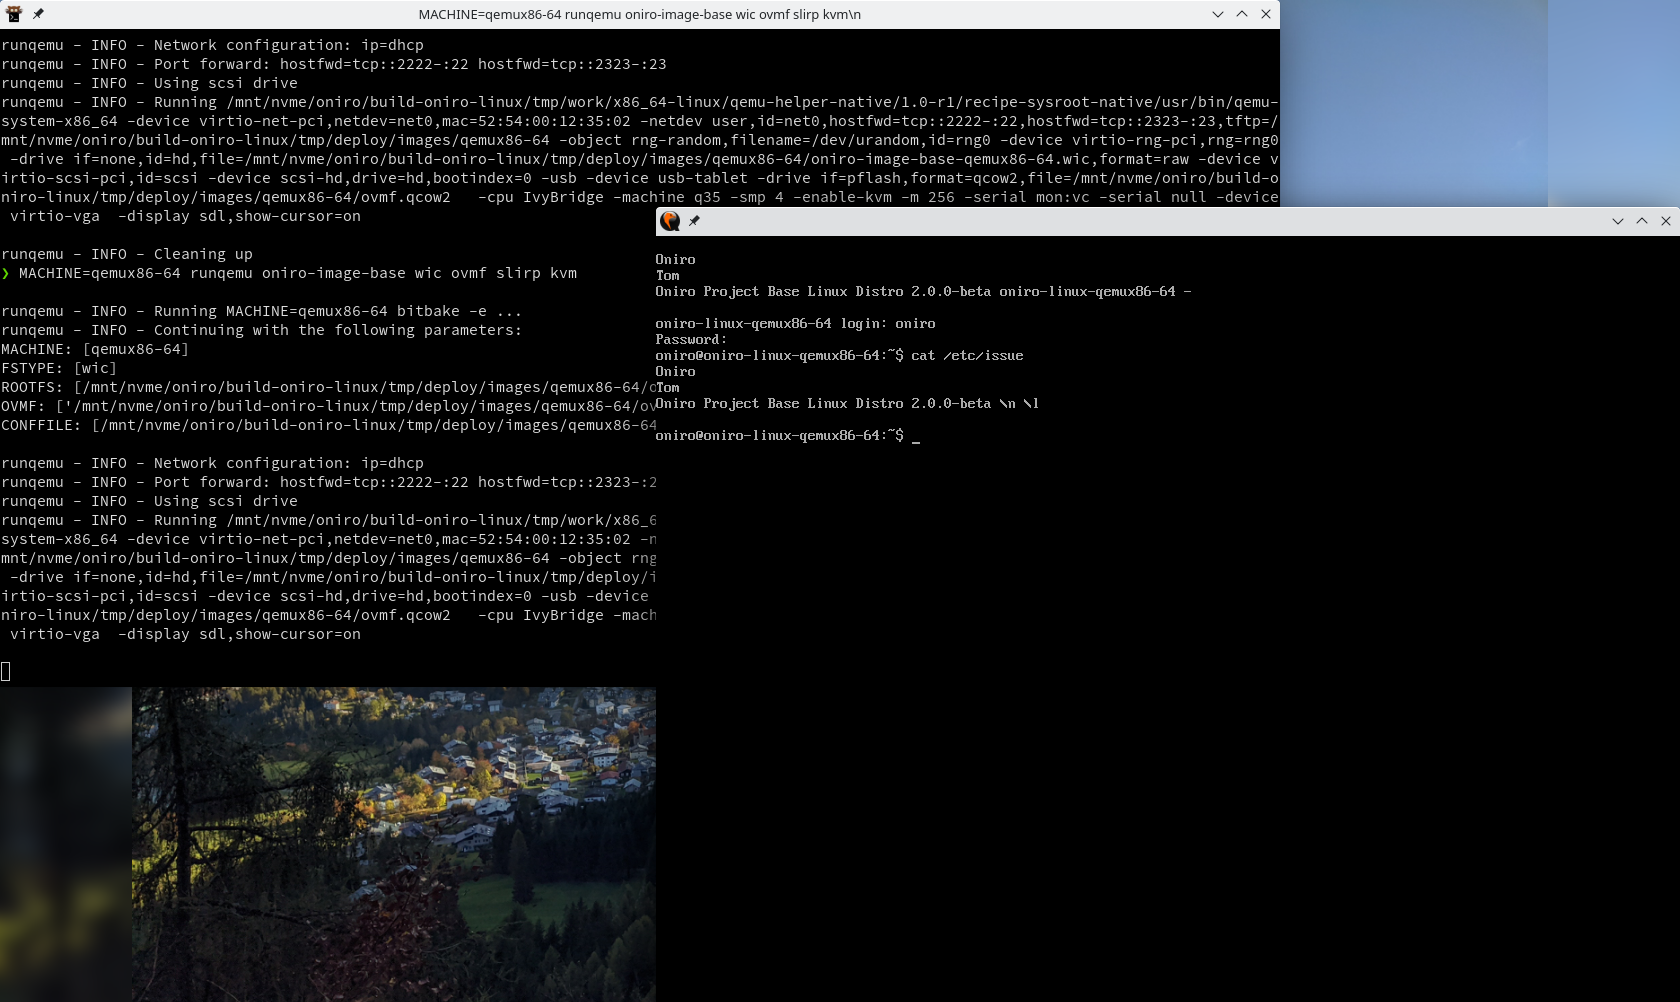 MACHINE=qemux86-64 runqemu oniro-image-base wic ovmf slirp kvm\n
runqemu - INFO - Network configuration: ip=dhcp
runqemu - INFO - Port forward: hostfwd=tcp::2222-:22 hostfwd=tcp::2323-:23
runqemu - INFO - Using scsi drive
runqemu - INFO - Running /mnt/nvme/oniro/build-oniro-linux/tmp/work/x86_64-linux/qemu-helper-native/1.0-r1/recipe-sysroot-native/usr/bin/qemu-
system-x86_64 -device virtio-net-pci,netdev=net0,mac=52:54:00:12:35:02 -netdev user,id=net0,hostfwd=tcp::2222-:22,hostfwd=tcp::2323-:23,tftp=/
mnt/nvme/oniro/build-oniro-linux/tmp/deploy/images/qemux86-64 -object rng-random,filename=/dev/urandom,id=rng0 -device virtio-rng-pci,rng=rng0
 -drive if=none,id=hd,file=/mnt/nvme/oniro/build-oniro-linux/tmp/deploy/images/qemux86-64/oniro-image-base-qemux86-64.wic,format=raw -device v
irtio-scsi-pci,id=scsi -device scsi-hd,drive=hd,bootindex=0 -usb -device usb-tablet -drive if=pflash,format=qcow2,file=/mnt/nvme/oniro/build-o
niro-linux/tmp/deploy/images/qemux86-64/ovmf.qcow2   -cpu IvyBridge -machine q35 -smp 4 -enable-kvm -m 256 -serial mon:vc -serial null -device
 virtio-vga  -display sdl,show-cursor=on
runqemu - INFO - Cleaning up
❯ MACHINE=qemux86-64 runqemu oniro-image-base wic ovmf slirp kvm
runqemu - INFO - Running MACHINE=qemux86-64 bitbake -e ...
runqemu - INFO - Continuing with the following parameters:
MACHINE: [qemux86-64]
FSTYPE: [wic]
ROOTFS: [/mnt/nvme/oniro/build-oniro-linux/tmp/deploy/images/qemux86-64/o
OVMF: ['/mnt/nvme/oniro/build-oniro-linux/tmp/deploy/images/qemux86-64/ov
CONFFILE: [/mnt/nvme/oniro/build-oniro-linux/tmp/deploy/images/qemux86-64
runqemu - INFO - Network configuration: ip=dhcp
runqemu - INFO - Port forward: hostfwd=tcp::2222-:22 hostfwd=tcp::2323-:2
runqemu - INFO - Using scsi drive
runqemu - INFO - Running /mnt/nvme/oniro/build-oniro-linux/tmp/work/x86_6
system-x86_64 -device virtio-net-pci,netdev=net0,mac=52:54:00:12:35:02 -n
mnt/nvme/oniro/build-oniro-linux/tmp/deploy/images/qemux86-64 -object rng
 -drive if=none,id=hd,file=/mnt/nvme/oniro/build-oniro-linux/tmp/deploy/i
irtio-scsi-pci,id=scsi -device scsi-hd,drive=hd,bootindex=0 -usb -device
niro-linux/tmp/deploy/images/qemux86-64/ovmf.qcow2   -cpu IvyBridge -mach
 virtio-vga  -display sdl,show-cursor=on
Oniro
Tom
Oniro Project Base Linux Distro 2.0.0-beta oniro-linux-qemux86-64 -
oniro-linux-qemux86-64 login: oniro
Password:
oniro@oniro-linux-qemux86-64:~$ cat /etc/issue
Oniro
Tom
Oniro Project Base Linux Distro 2.0.0-beta \n \l
oniro@oniro-linux-qemux86-64:~$ _